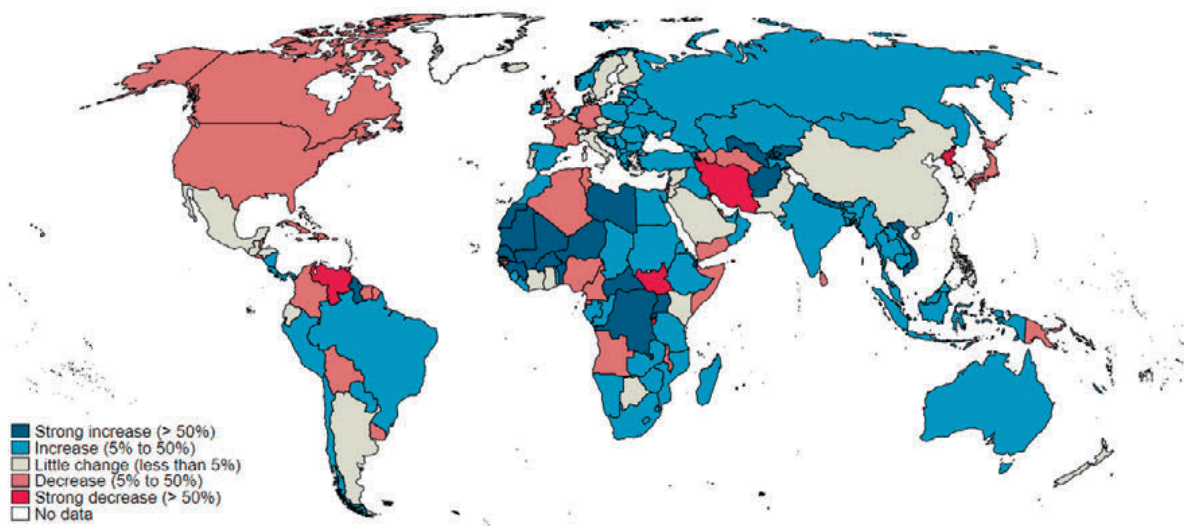 Strong increase (> 50%)
Increase (5% to 50%)
Little change (less than 5%)
Decrease (5% to 50%)
Strong decrease (> 50%)
No data